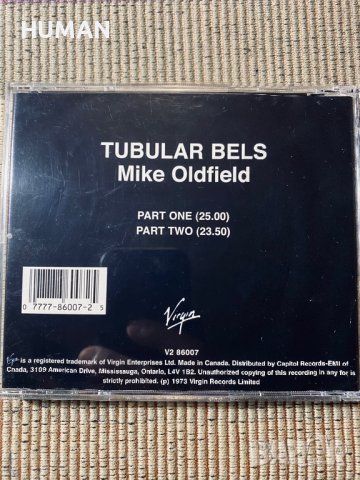 HUMAN
TUBULAR BELS
Mike Oldfield
PART ONE (25.00)
PART TWO (23.50)
0 7777-86007-2 5
Virgin
V2 86007
Virgin is a registered trademark of Virgin Enterprises Ltd. Made in Canada. Distributed by Capitol Records-EMI of
Cnada, 3109 American Drive, Mississauga, Ontario, L4V 1B2. Unauthorized copying of this recording in any for is
strictly prohibited. (p) 1973 Virgin Records Limited